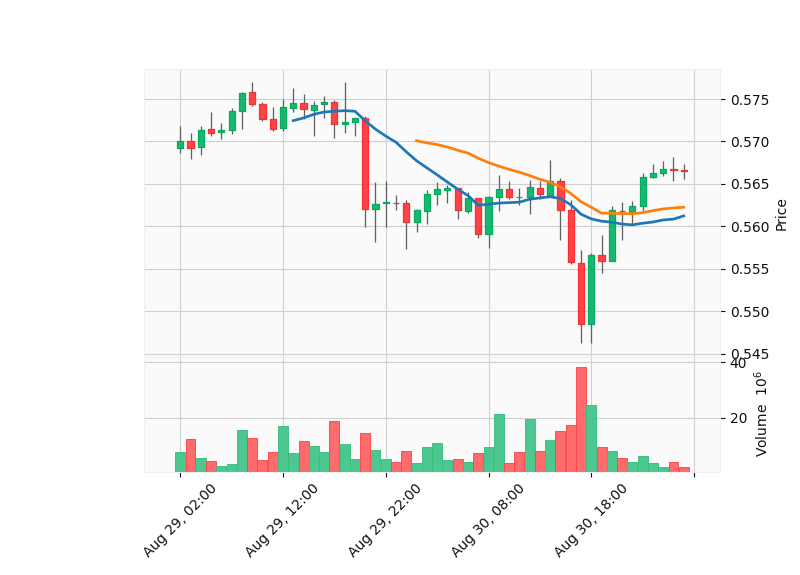 0.575
0.570
0.565
0.560
0.555
0.550
0.545
Price
40
20
Volume 10^6
Aug 29, 02:00
Aug 29, 12:00
Aug 29, 22:00
Aug 30, 08:00
Aug 30, 18:00